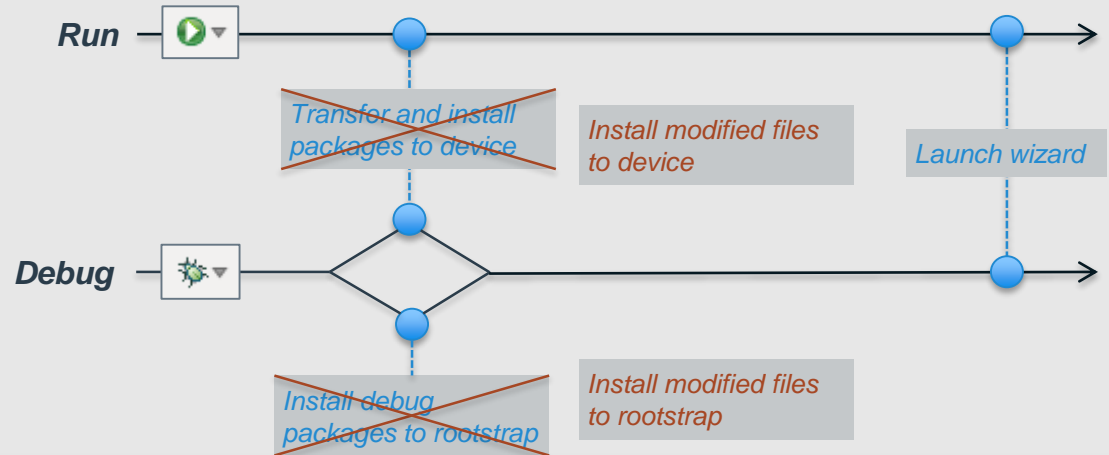 Run
Transfer and install
packages to device
Install modified files
to device
Launch wizard
Debug
Install debug
packages to rootstrap
Install modified files
to rootstrap